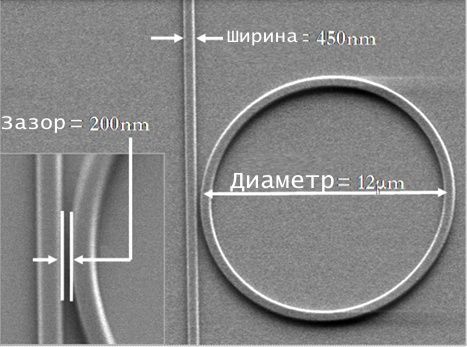 Ширина = 450nm
Зазор = 200nm
Диаметр = 12μm